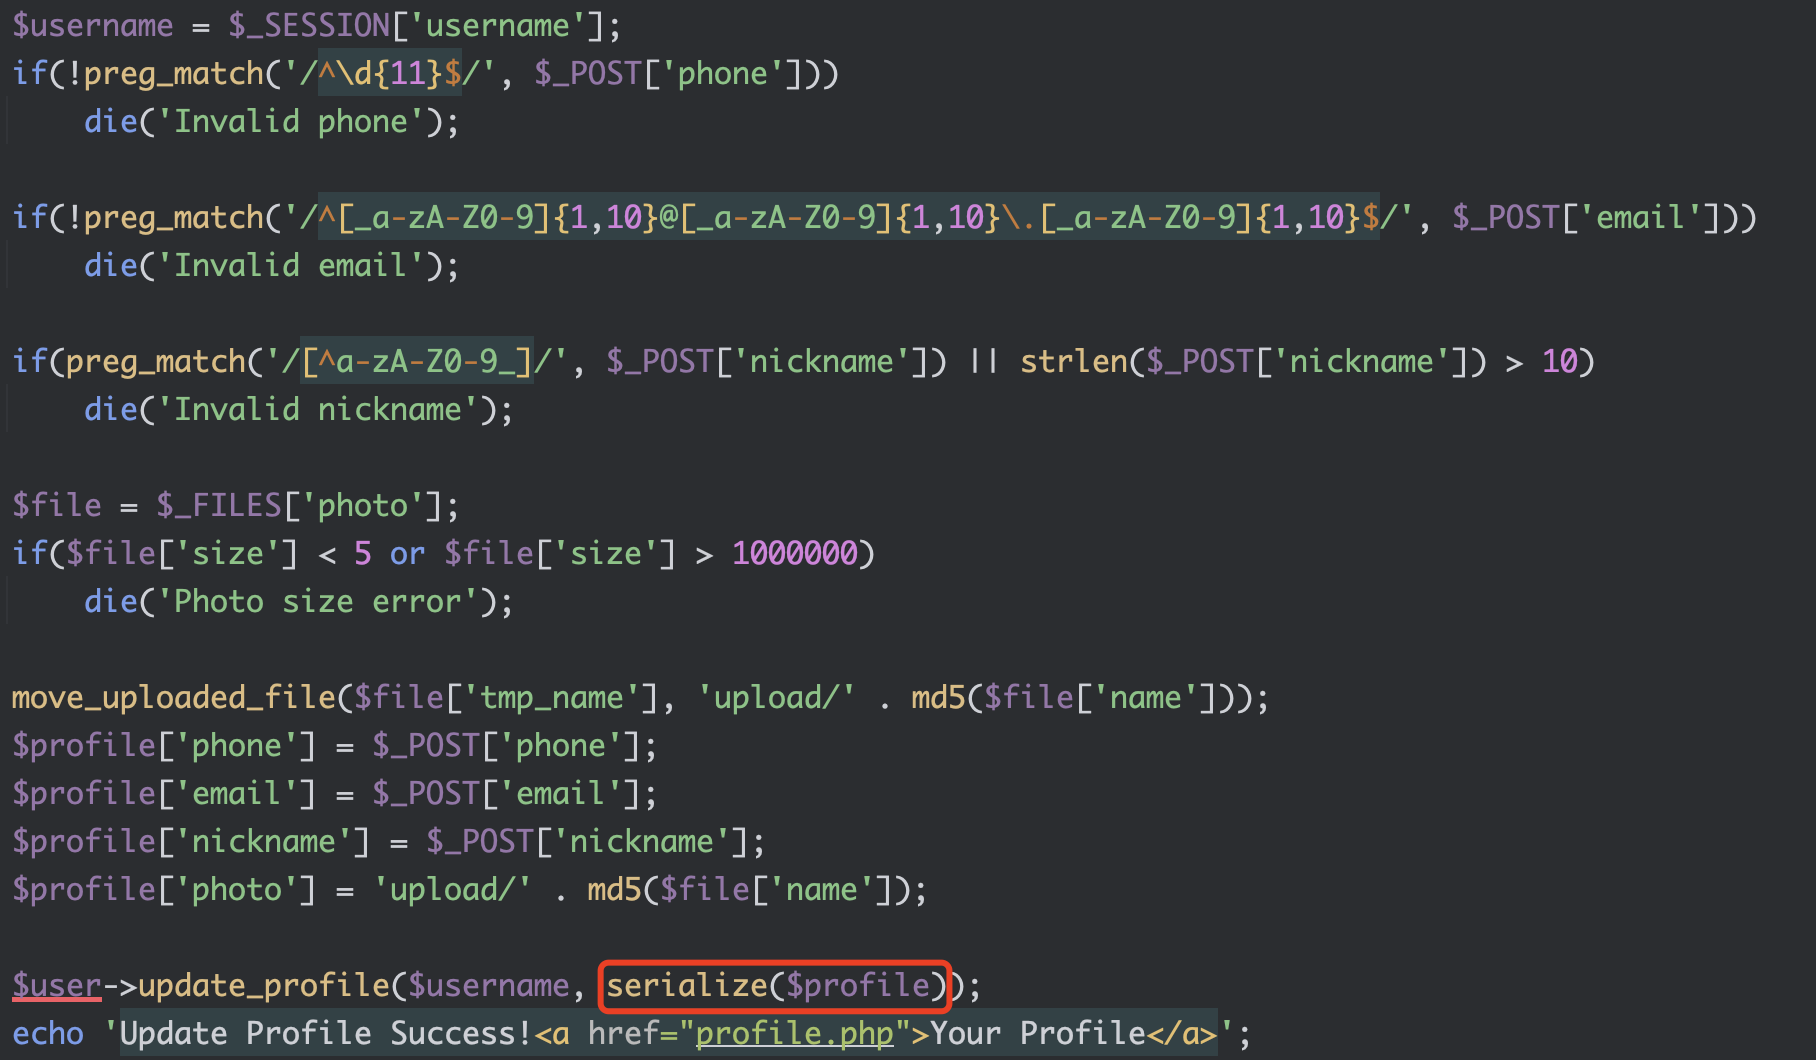 $username = $_SESSION['username'];
if(!preg_match('/^\d{11}$/', $_POST['phone']))
    die('Invalid phone');
if(!preg_match('/^[_a-zA-Z0-9]{1,10}@[_a-zA-Z0-9]{1,10}\.[_a-zA-Z0-9]{1,10}$/', $_POST['email']))
    die('Invalid email');
if(preg_match('/[^a-zA-Z0-9_]/', $_POST['nickname']) || strlen($_POST['nickname']) > 10)
    die('Invalid nickname');
$file = $_FILES['photo'];
if($file['size'] < 5 or $file['size'] > 1000000)
    die('Photo size error');
move_uploaded_file($file['tmp_name'], 'upload/' . md5($file['name']));
$profile['phone'] = $_POST['phone'];
$profile['email'] = $_POST['email'];
$profile['nickname'] = $_POST['nickname'];
$profile['photo'] = 'upload/' . md5($file['name']);
$user->update_profile($username, serialize($profile));
echo 'Update Profile Success!<a href="profile.php">Your Profile</a>';